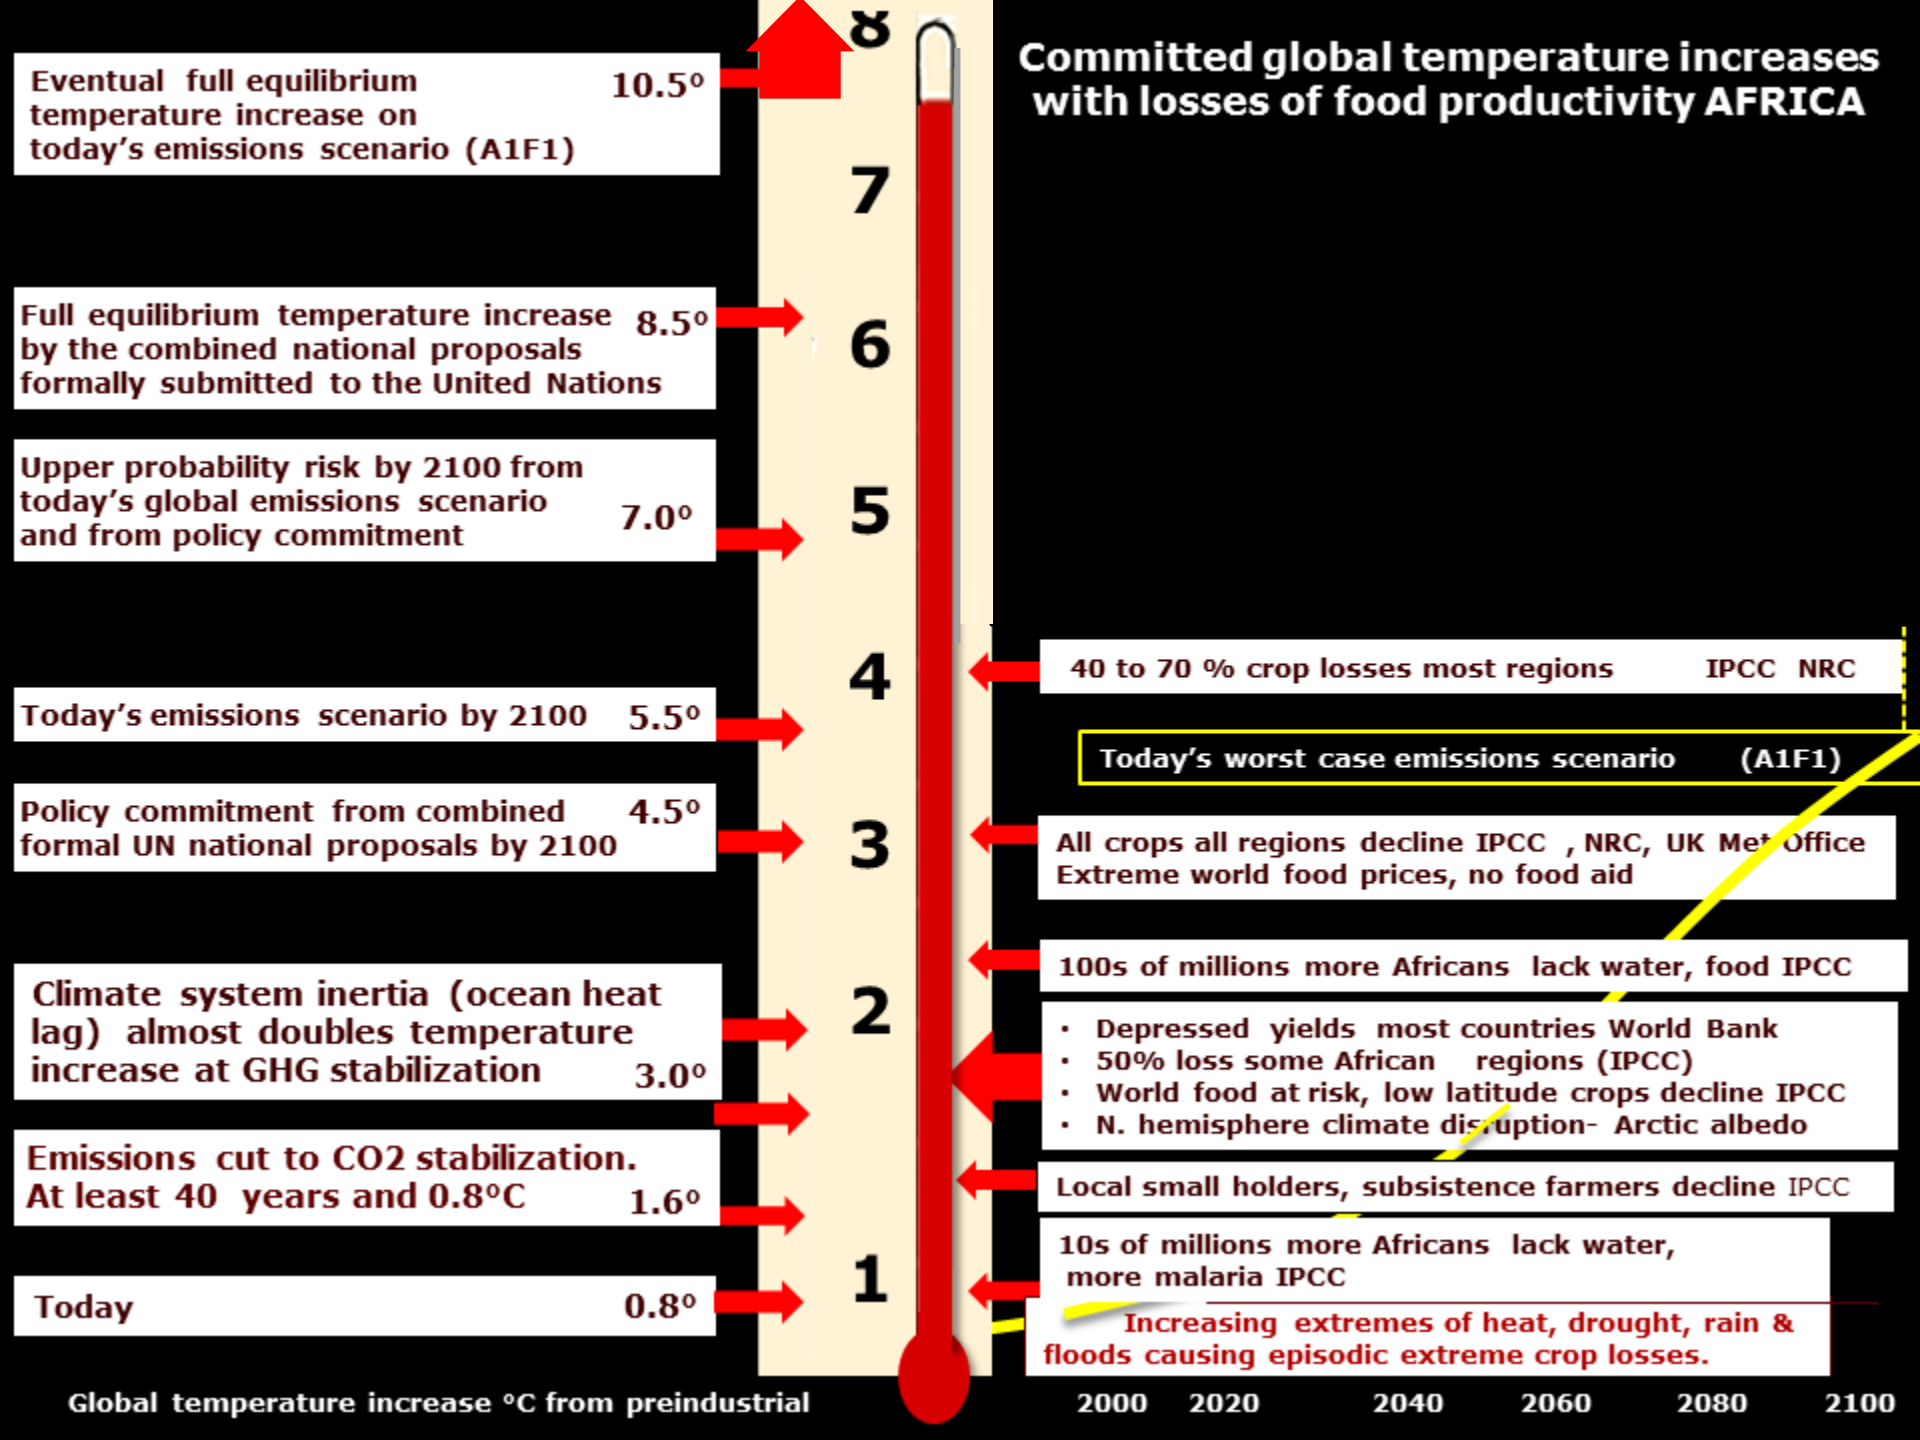 Committed global temperature increases
with losses of food productivity AFRICA
Eventual full equilibrium
temperature increase on
today's emissions scenario (A1F1)
10.5º
Full equilibrium temperature increase
by the combined national proposals
formally submitted to the United Nations
8.5º
Upper probability risk by 2100 from
today's global emissions scenario
and from policy commitment
7.0º
Today's emissions scenario by 2100 5.5º
Policy commitment from combined
formal UN national proposals by 2100
4.5º
Climate system inertia (ocean heat
lag) almost doubles temperature
increase at GHG stabilization
3.0º
Emissions cut to CO2 stabilization.
At least 40 years and 0.8ºC
1.6º
Today 0.8º
Global temperature increase ºC from preindustrial
8
7
6
5
4
3
2
1
40 to 70 % crop losses most regions IPCC NRC
Today's worst case emissions scenario (A1F1)
All crops all regions decline IPCC , NRC, UK Met Office
Extreme world food prices, no food aid
100s of millions more Africans lack water, food IPCC
• Depressed yields most countries World Bank
• 50% loss some African regions (IPCC)
• World food at risk, low latitude crops decline IPCC
• N. hemisphere climate disruption- Arctic albedo
Local small holders, subsistence farmers decline IPCC
10s of millions more Africans lack water,
more malaria IPCC
Increasing extremes of heat, drought, rain &
floods causing episodic extreme crop losses.
2000 2020 2040 2060 2080 2100